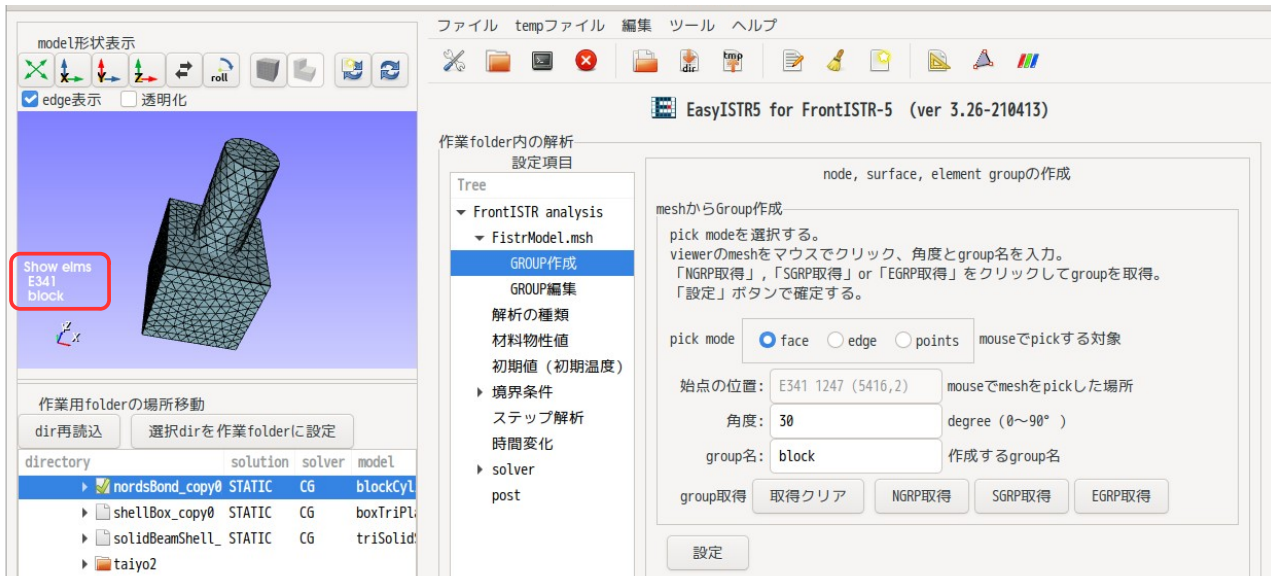 ファイル tempファイル 編集 ツール ヘルプ
model形状表示
X Y Z roll
dir tmp
edge表示 透明化
EasyISTR5 for FrontISTR-5 (ver 3.26-210413)
Show elms
E341
block
Z X
作業用folderの場所移動
dir再読込 選択dirを作業folderに設定
directory solution solver model
nordsBond_copy0 STATIC CG blockCyl
shellBox_copy0 STATIC CG boxTriPl
solidBeamShell_ STATIC CG triSolid
taiyo2
作業folder内の解析
設定項目
Tree
FrontISTR analysis
FistrModel.msh
GROUP作成
GROUP編集
解析の種類
材料物性値
初期値(初期温度)
境界条件
ステップ解析
時間変化
solver
post
node, surface, element groupの作成
meshからGroup作成
pick modeを選択する。
viewerのmeshをマウスでクリック、角度とgroup名を入力。
「NGRP取得」,「SGRP取得」or「EGRP取得」をクリックしてgroupを取得。
「設定」ボタンで確定する。
pick mode face edge points mouseでpickする対象
始点の位置: E341 1247 (5416,2) mouseでmeshをpickした場所
角度: 30 degree (0~90° )
group名: block 作成するgroup名
group取得 取得クリア NGRP取得 SGRP取得 EGRP取得
設定